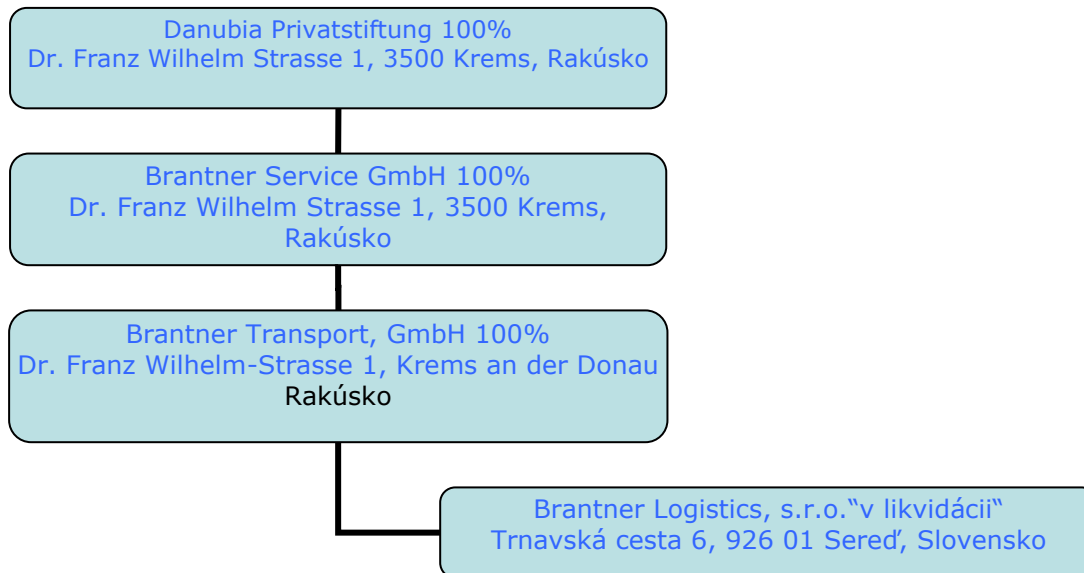 Danubia Privatstiftung 100%
Dr. Franz Wilhelm Strasse 1, 3500 Krems, Rakúsko
Brantner Service GmbH 100%
Dr. Franz Wilhelm Strasse 1, 3500 Krems,
Rakúsko
Brantner Transport, GmbH 100%
Dr. Franz Wilhelm-Strasse 1, Krems an der Donau
Rakúsko
Brantner Logistics, s.r.o.“v likvidácii“
Trnavská cesta 6, 926 01 Sereď, Slovensko